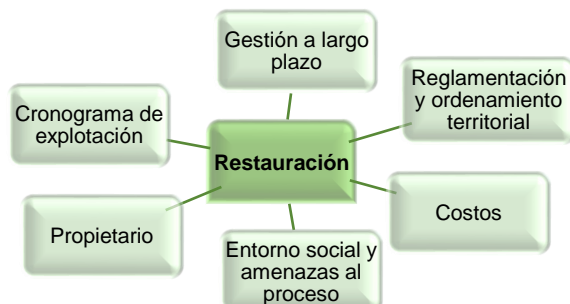 Gestión a largo
plazo
Reglamentación
y ordenamiento
territorial
Cronograma de
explotación
Restauración
Propietario
Costos
Entorno social y
amenazas al
proceso